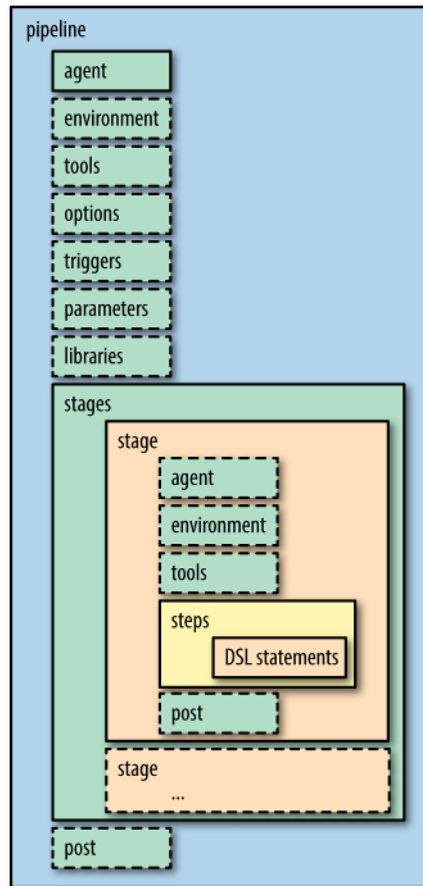 pipeline
agent
environment
tools
options
triggers
parameters
libraries
stages
stage
agent
environment
tools
steps
DSL statements
post
stage
...
post